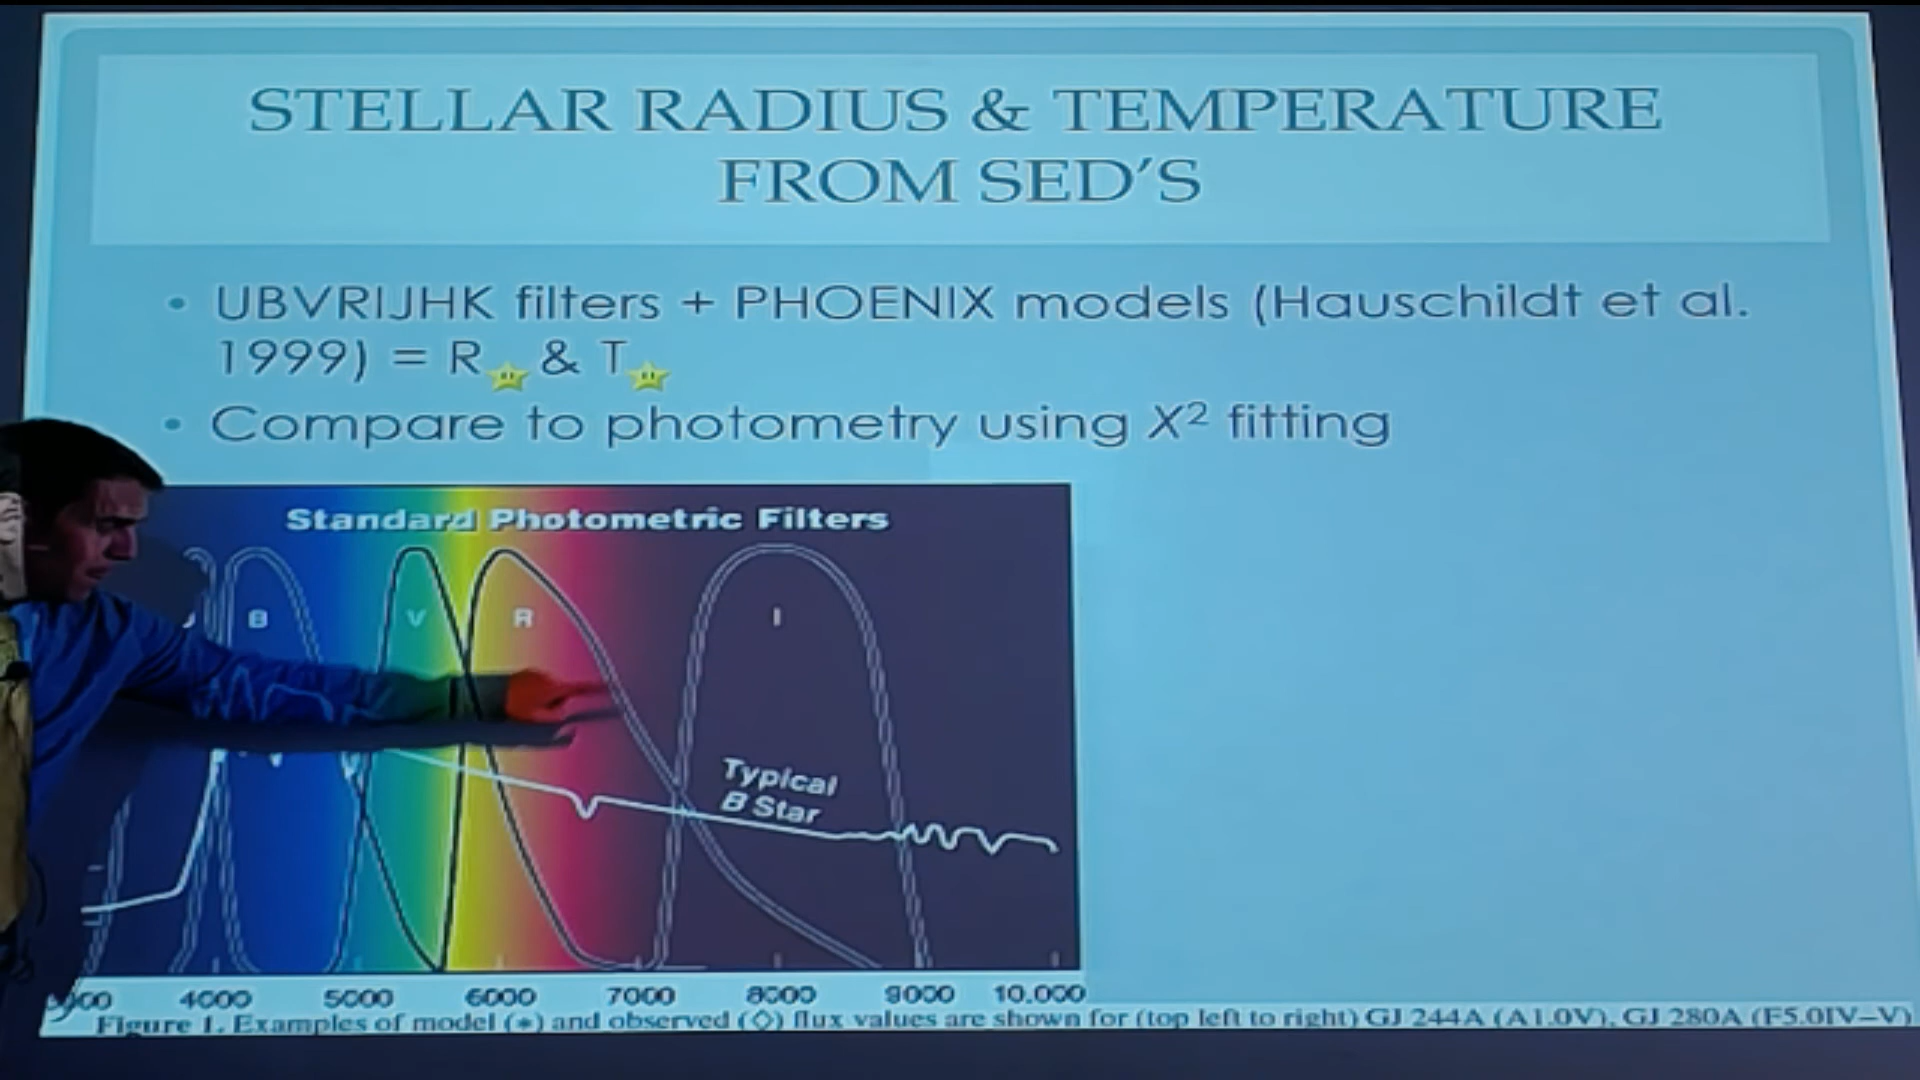 STELLAR RADIUS & TEMPERATURE
FROM SED'S
• UBVRIJHK filters + PHOENIX models (Hauschildt et al.
1999) = R & T
• Compare to photometry using X² fitting
Standard Photometric Filters
B V R I
Typical
B Star
4000 5000 6000 7000 8000 9000 10.000
Figure 1. Examples of model (*) and observed (◇) flux values are shown for (top left to right) GJ 244A (A1.0V), GJ 280A (F5.0IV–V)